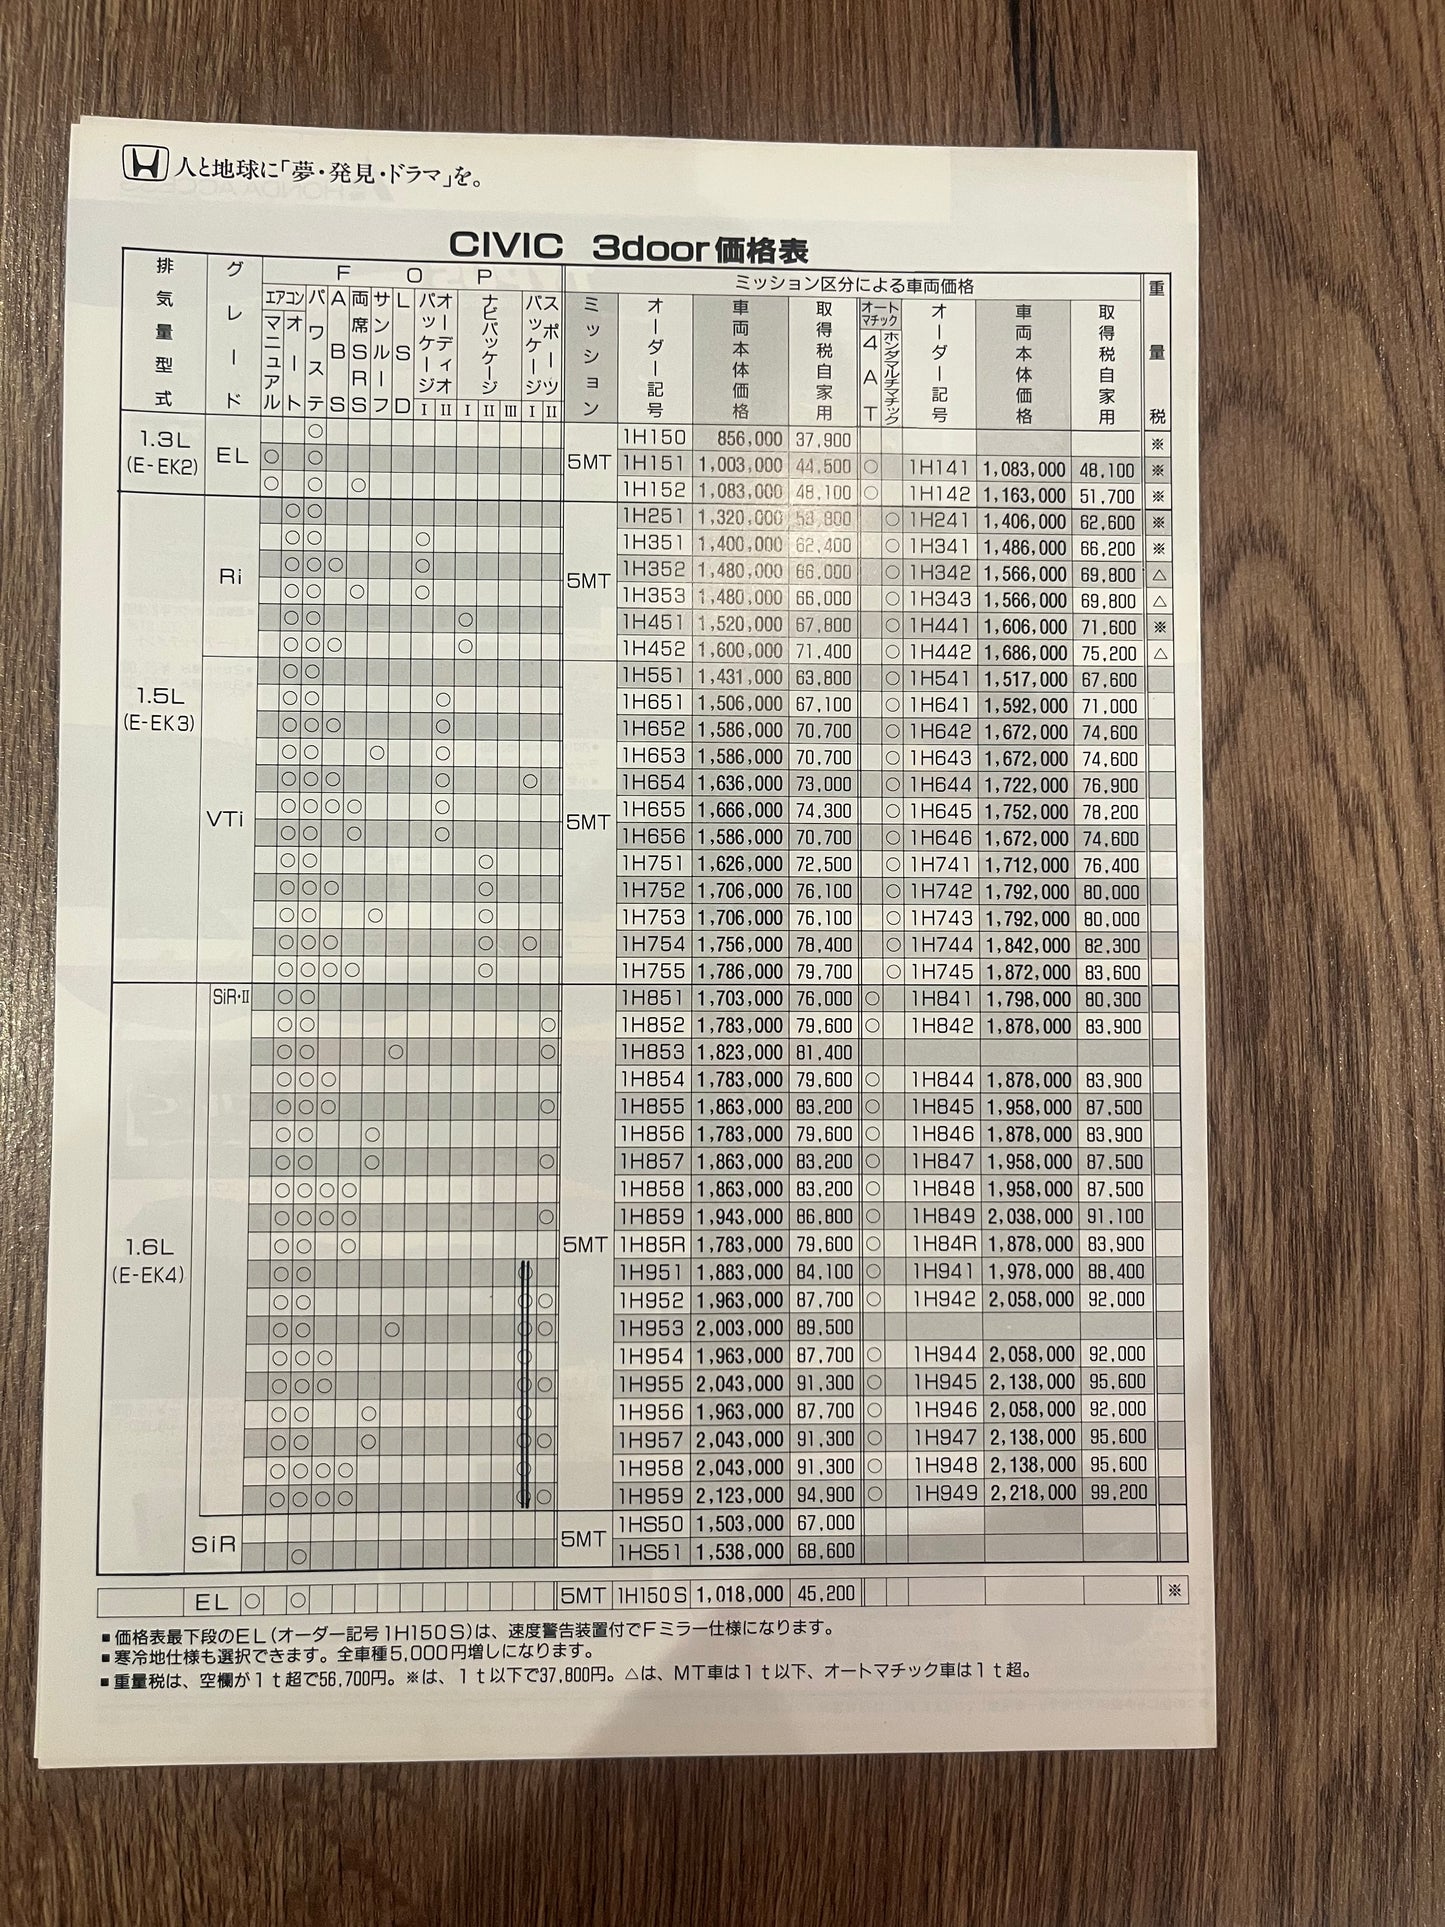 人と地球に「夢・発見・ドラマ」を。
CIVIC 3door価格表
排気量型式 グレード FOP ミッション区分による車両価格 重量税
エアコン マニュアル オート パワステ ABS 両席SRS サンルーフ LSD オーディオパッケージ I II ナビパッケージ I II III スポーツパッケージ I II ミッション オーダー記号 車両本体価格 取得税自家用 オートマチック 4AT ホンダマルチマチック オーダー記号 車両本体価格 取得税自家用
1.3L (E-EK2) EL 5MT
○ 1H150 856,000 37,900 ※
○ ○ 1H151 1,003,000 44,500 ○ 1H141 1,083,000 48,100 ※
○ ○ ○ 1H152 1,083,000 48,100 ○ 1H142 1,163,000 51,700 ※
1.5L (E-EK3) Ri 5MT
○ ○ 1H251 1,320,000 58,800 ○ 1H241 1,406,000 62,600 ※
○ ○ ○ 1H351 1,400,000 62,400 ○ 1H341 1,486,000 66,200 ※
○ ○ ○ ○ 1H352 1,480,000 66,000 ○ 1H342 1,566,000 69,800 △
○ ○ ○ ○ 1H353 1,480,000 66,000 ○ 1H343 1,566,000 69,800 △
○ ○ ○ 1H451 1,520,000 67,800 ○ 1H441 1,606,000 71,600 ※
○ ○ ○ ○ 1H452 1,600,000 71,400 ○ 1H442 1,686,000 75,200 △
VTi 5MT
○ ○ 1H551 1,431,000 63,800 ○ 1H541 1,517,000 67,600
○ ○ ○ 1H651 1,506,000 67,100 ○ 1H641 1,592,000 71,000
○ ○ ○ ○ 1H652 1,586,000 70,700 ○ 1H642 1,672,000 74,600
○ ○ ○ ○ 1H653 1,586,000 70,700 ○ 1H643 1,672,000 74,600
○ ○ ○ ○ ○ 1H654 1,636,000 73,000 ○ 1H644 1,722,000 76,900
○ ○ ○ ○ ○ 1H655 1,666,000 74,300 ○ 1H645 1,752,000 78,200
○ ○ ○ ○ 1H656 1,586,000 70,700 ○ 1H646 1,672,000 74,600
○ ○ ○ 1H751 1,626,000 72,500 ○ 1H741 1,712,000 76,400
○ ○ ○ ○ 1H752 1,706,000 76,100 ○ 1H742 1,792,000 80,000
○ ○ ○ ○ 1H753 1,706,000 76,100 ○ 1H743 1,792,000 80,000
○ ○ ○ ○ ○ 1H754 1,756,000 78,400 ○ 1H744 1,842,000 82,300
○ ○ ○ ○ ○ 1H755 1,786,000 79,700 ○ 1H745 1,872,000 83,600
1.6L (E-EK4) SiR・II 5MT
○ ○ 1H851 1,703,000 76,000 ○ 1H841 1,798,000 80,300
○ ○ ○ 1H852 1,783,000 79,600 ○ 1H842 1,878,000 83,900
○ ○ ○ ○ 1H853 1,823,000 81,400
○ ○ ○ 1H854 1,783,000 79,600 ○ 1H844 1,878,000 83,900
○ ○ ○ ○ 1H855 1,863,000 83,200 ○ 1H845 1,958,000 87,500
○ ○ ○ 1H856 1,783,000 79,600 ○ 1H846 1,878,000 83,900
○ ○ ○ ○ 1H857 1,863,000 83,200 ○ 1H847 1,958,000 87,500
○ ○ ○ ○ 1H858 1,863,000 83,200 ○ 1H848 1,958,000 87,500
○ ○ ○ ○ ○ 1H859 1,943,000 86,800 ○ 1H849 2,038,000 91,100
○ ○ ○ 1H85R 1,783,000 79,600 ○ 1H84R 1,878,000 83,900
○ ○ ○ 1H951 1,883,000 84,100 ○ 1H941 1,978,000 88,400
○ ○ ○ ○ 1H952 1,963,000 87,700 ○ 1H942 2,058,000 92,000
○ ○ ○ ○ ○ 1H953 2,003,000 89,500
○ ○ ○ ○ 1H954 1,963,000 87,700 ○ 1H944 2,058,000 92,000
○ ○ ○ ○ ○ 1H955 2,043,000 91,300 ○ 1H945 2,138,000 95,600
○ ○ ○ ○ 1H956 1,963,000 87,700 ○ 1H946 2,058,000 92,000
○ ○ ○ ○ ○ 1H957 2,043,000 91,300 ○ 1H947 2,138,000 95,600
○ ○ ○ ○ ○ 1H958 2,043,000 91,300 ○ 1H948 2,138,000 95,600
○ ○ ○ ○ ○ ○ 1H959 2,123,000 94,900 ○ 1H949 2,218,000 99,200
SiR 5MT
1HS50 1,503,000 67,000
○ 1HS51 1,538,000 68,600
EL ○ ○ 5MT 1H150S 1,018,000 45,200 ※
■価格表最下段のEL(オーダー記号1H150S)は、速度警告装置付でFミラー仕様になります。
■寒冷地仕様も選択できます。全車種5,000円増しになります。
■重量税は、空欄が1t超で56,700円。※は、1t以下で37,800円。△は、MT車は1t以下、オートマチック車は1t超。